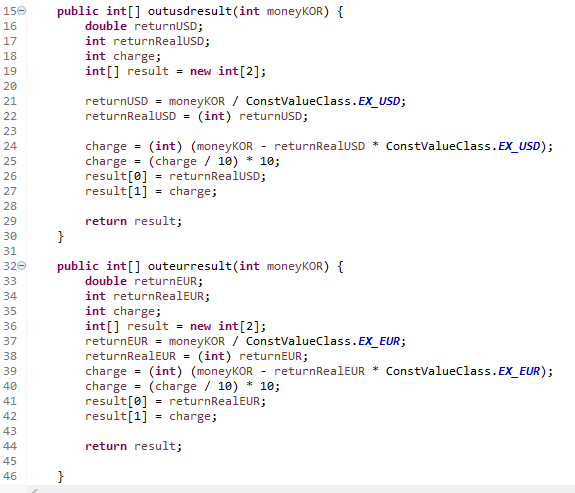 15 public int[] outusdresult(int moneyKOR) {
16 double returnUSD;
17 int returnRealUSD;
18 int charge;
19 int[] result = new int[2];
20
21 returnUSD = moneyKOR / ConstValueClass.EX_USD;
22 returnRealUSD = (int) returnUSD;
23
24 charge = (int) (moneyKOR - returnRealUSD * ConstValueClass.EX_USD);
25 charge = (charge / 10) * 10;
26 result[0] = returnRealUSD;
27 result[1] = charge;
28
29 return result;
30 }
31
32 public int[] outeurresult(int moneyKOR) {
33 double returnEUR;
34 int returnRealEUR;
35 int charge;
36 int[] result = new int[2];
37 returnEUR = moneyKOR / ConstValueClass.EX_EUR;
38 returnRealEUR = (int) returnEUR;
39 charge = (int) (moneyKOR - returnRealEUR * ConstValueClass.EX_EUR);
40 charge = (charge / 10) * 10;
41 result[0] = returnRealEUR;
42 result[1] = charge;
43
44 return result;
45
46 }